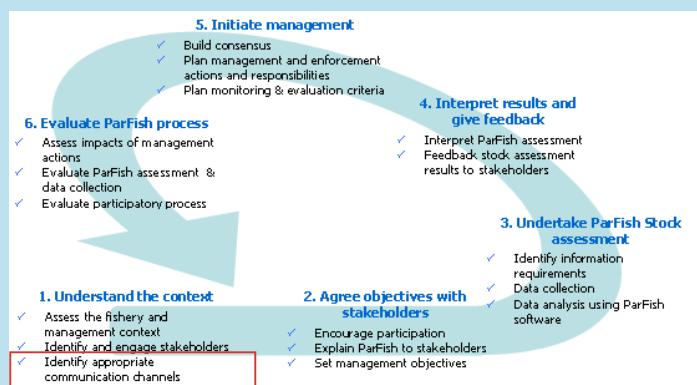 5. Initiate management
✓ Build consensus
✓ Plan management and enforcement
actions and responsibilities
✓ Plan monitoring & evaluation criteria
4. Interpret results and
give feedback
✓ Interpret ParFish assessment
✓ Feedback stock assessment
results to stakeholders
6. Evaluate ParFish process
✓ Assess impacts of management
actions
✓ Evaluate ParFish assessment &
data collection
✓ Evaluate participatory process
3. Undertake ParFish Stock
assessment
✓ Identify information
requirements
✓ Data collection
✓ Data analysis using ParFish
software
1. Understand the context
✓ Assess the fishery and
management context
✓ Identify and engage stakeholders
✓ Identify appropriate
communication channels
2. Agree objectives with
stakeholders
✓ Encourage participation
✓ Explain ParFish to stakeholders
✓ Set management objectives